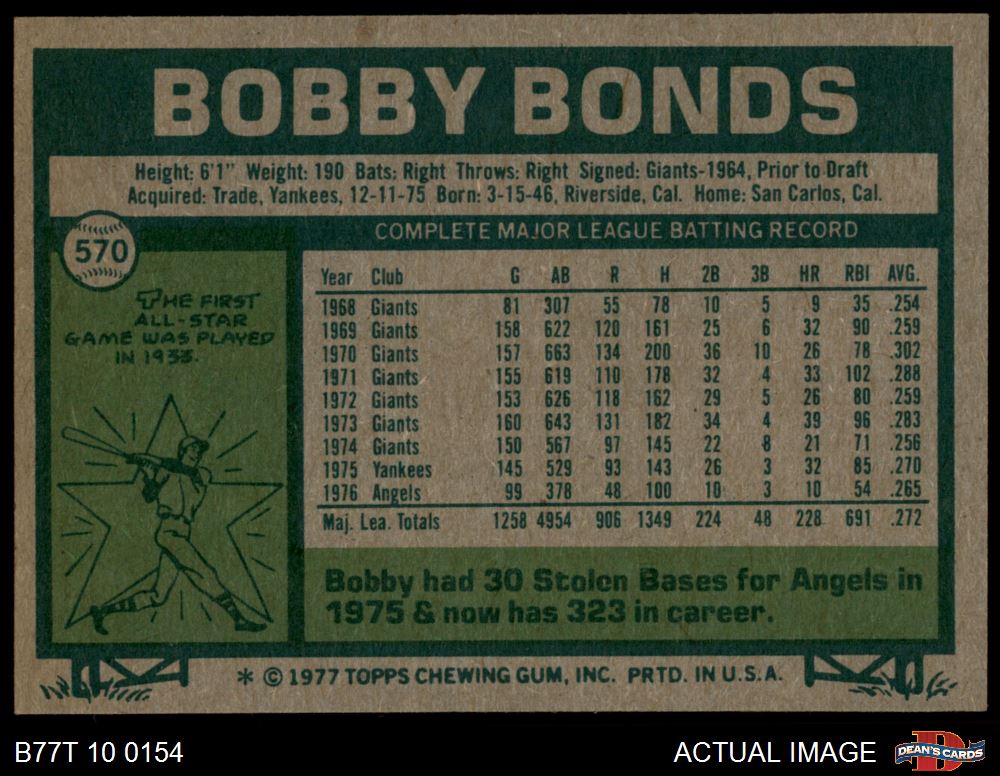 BOBBY BONDS
Height: 6'1" Weight: 190 Bats: Right Throws: Right Signed: Giants-1964, Prior to Draft
Acquired: Trade, Yankees, 12-11-75 Born: 3-15-46, Riverside, Cal. Home: San Carlos, Cal.
570
THE FIRST
ALL-STAR
GAME WAS PLAYED
IN 1933.
COMPLETE MAJOR LEAGUE BATTING RECORD
Year Club G AB R H 2B 3B HR RBI AVG.
1968 Giants 81 307 55 78 10 5 9 35 .254
1969 Giants 158 622 120 161 25 6 32 90 .259
1970 Giants 157 663 134 200 36 10 26 78 .302
1971 Giants 155 619 110 178 32 4 33 102 .288
1972 Giants 153 626 118 162 29 5 26 80 .259
1973 Giants 160 643 131 182 34 4 39 96 .283
1974 Giants 150 567 97 145 22 8 21 71 .256
1975 Yankees 145 529 93 143 26 3 32 85 .270
1976 Angels 99 378 48 100 10 3 10 54 .265
Maj. Lea. Totals 1258 4954 906 1349 224 48 228 691 .272
Bobby had 30 Stolen Bases for Angels in
1975 & now has 323 in career.
* © 1977 TOPPS CHEWING GUM, INC. PRTD. IN U.S.A.
B77T 10 0154
ACTUAL IMAGE
DEAN'S CARDS